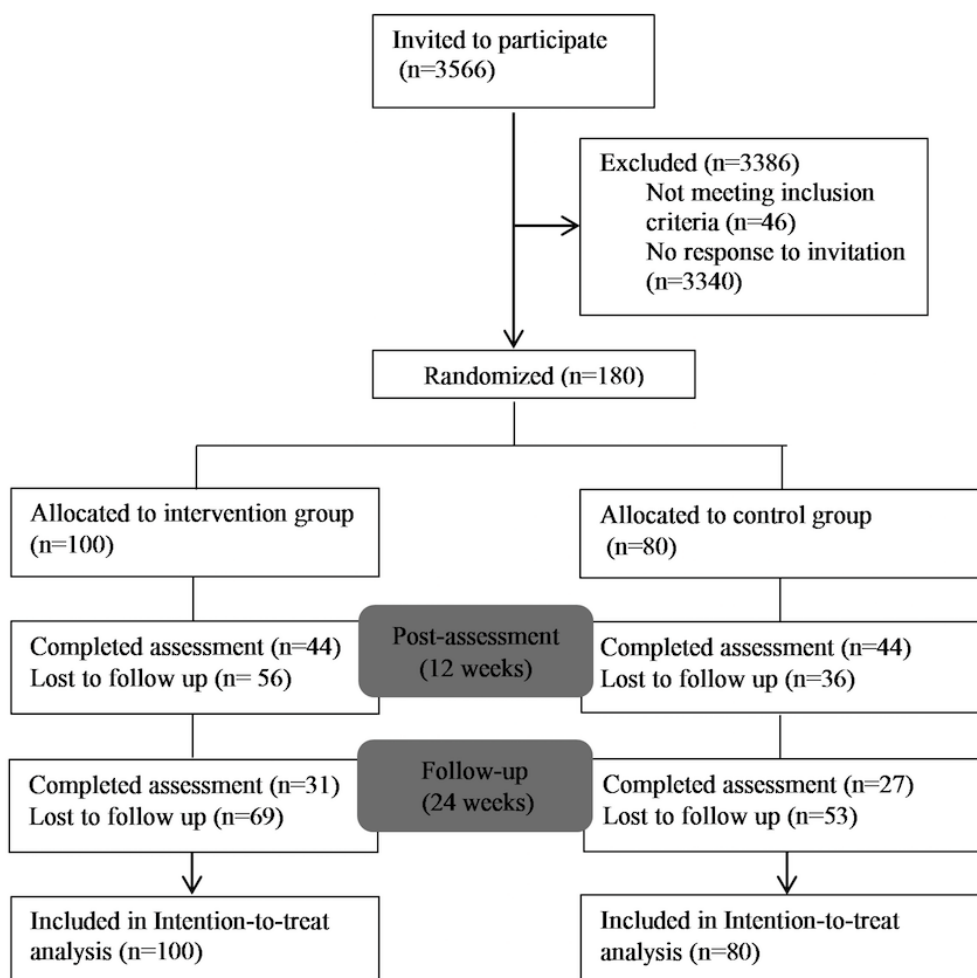 Invited to participate
(n=3566)
Excluded (n=3386)
Not meeting inclusion
criteria (n=46)
No response to invitation
(n=3340)
Randomized (n=180)
Allocated to intervention group
(n=100)
Allocated to control group
(n=80)
Completed assessment (n=44)
Lost to follow up (n= 56)
Post-assessment
(12 weeks)
Completed assessment (n=44)
Lost to follow up (n=36)
Completed assessment (n=31)
Lost to follow up (n=69)
Follow-up
(24 weeks)
Completed assessment (n=27)
Lost to follow up (n=53)
Included in Intention-to-treat
analysis (n=100)
Included in Intention-to-treat
analysis (n=80)